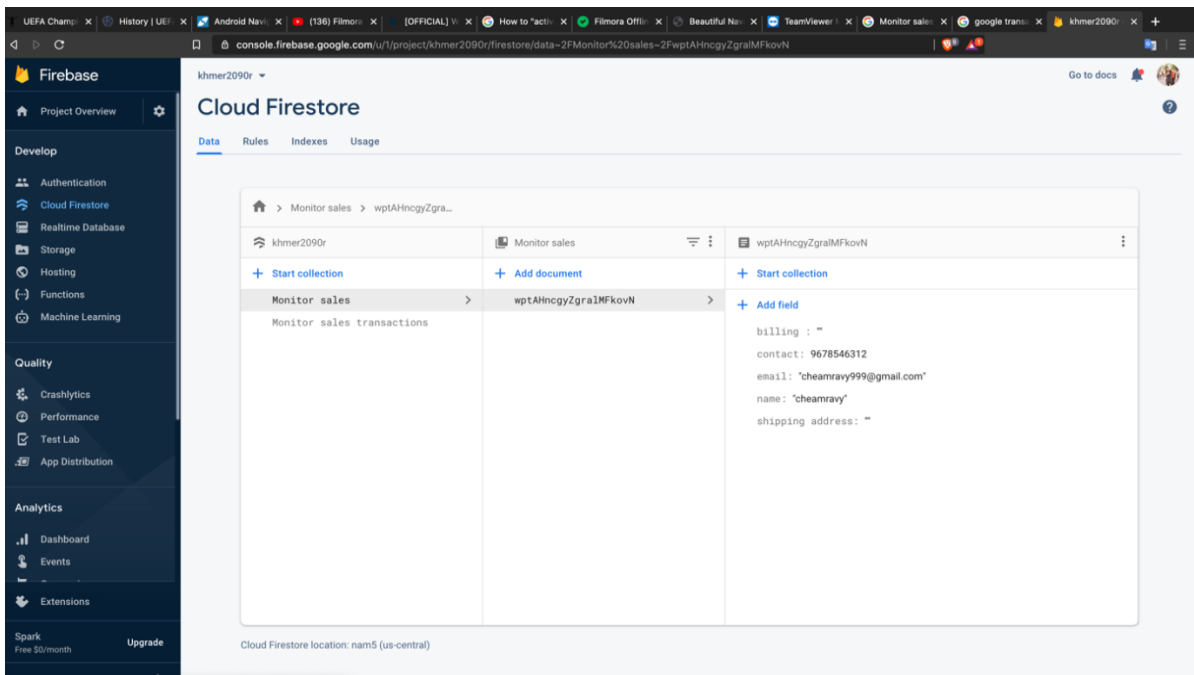 UEFA Champi
History | UEF
Android Navi
(136) Filmora
[OFFICIAL] W
How to "activ
Filmora Offlin
Beautiful Nav
TeamViewer
Monitor sales
google transl
khmer2090r
console.firebase.google.com/u/1/project/khmer2090r/firestore/data~2FMonitor%20sales~2FwptAHncgyZgralMFkovN
Firebase
Project Overview
Develop
Authentication
Cloud Firestore
Realtime Database
Storage
Hosting
Functions
Machine Learning
Quality
Crashlytics
Performance
Test Lab
App Distribution
Analytics
Dashboard
Events
Extensions
Spark
Free $0/month
Upgrade
khmer2090r
Go to docs
Cloud Firestore
Data Rules Indexes Usage
Monitor sales > wptAHncgyZgra...
khmer2090r
Start collection
Monitor sales
Monitor sales transactions
Monitor sales
Add document
wptAHncgyZgralMFkovN
wptAHncgyZgralMFkovN
Start collection
Add field
billing : ""
contact: 9678546312
email: "cheamravy999@gmail.com"
name: "cheamravy"
shipping address: ""
Cloud Firestore location: nam5 (us-central)